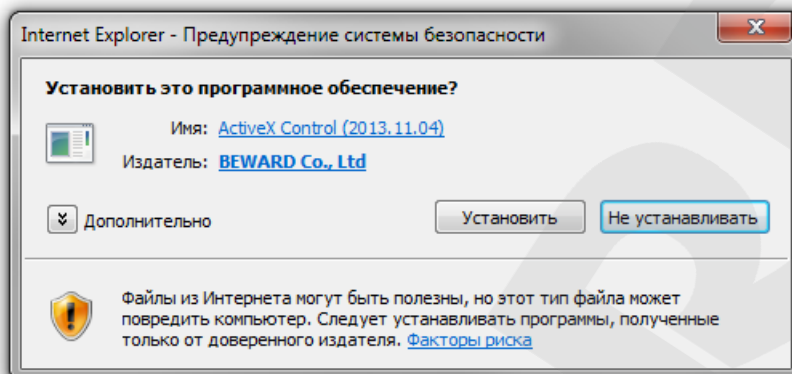 Internet Explorer - Предупреждение системы безопасности
Установить это программное обеспечение?
Имя: ActiveX Control (2013.11.04)
Издатель: BEWARD Co., Ltd
Дополнительно
Установить
Не устанавливать
Файлы из Интернета могут быть полезны, но этот тип файла может
повредить компьютер. Следует устанавливать программы, полученные
только от доверенного издателя. Факторы риска